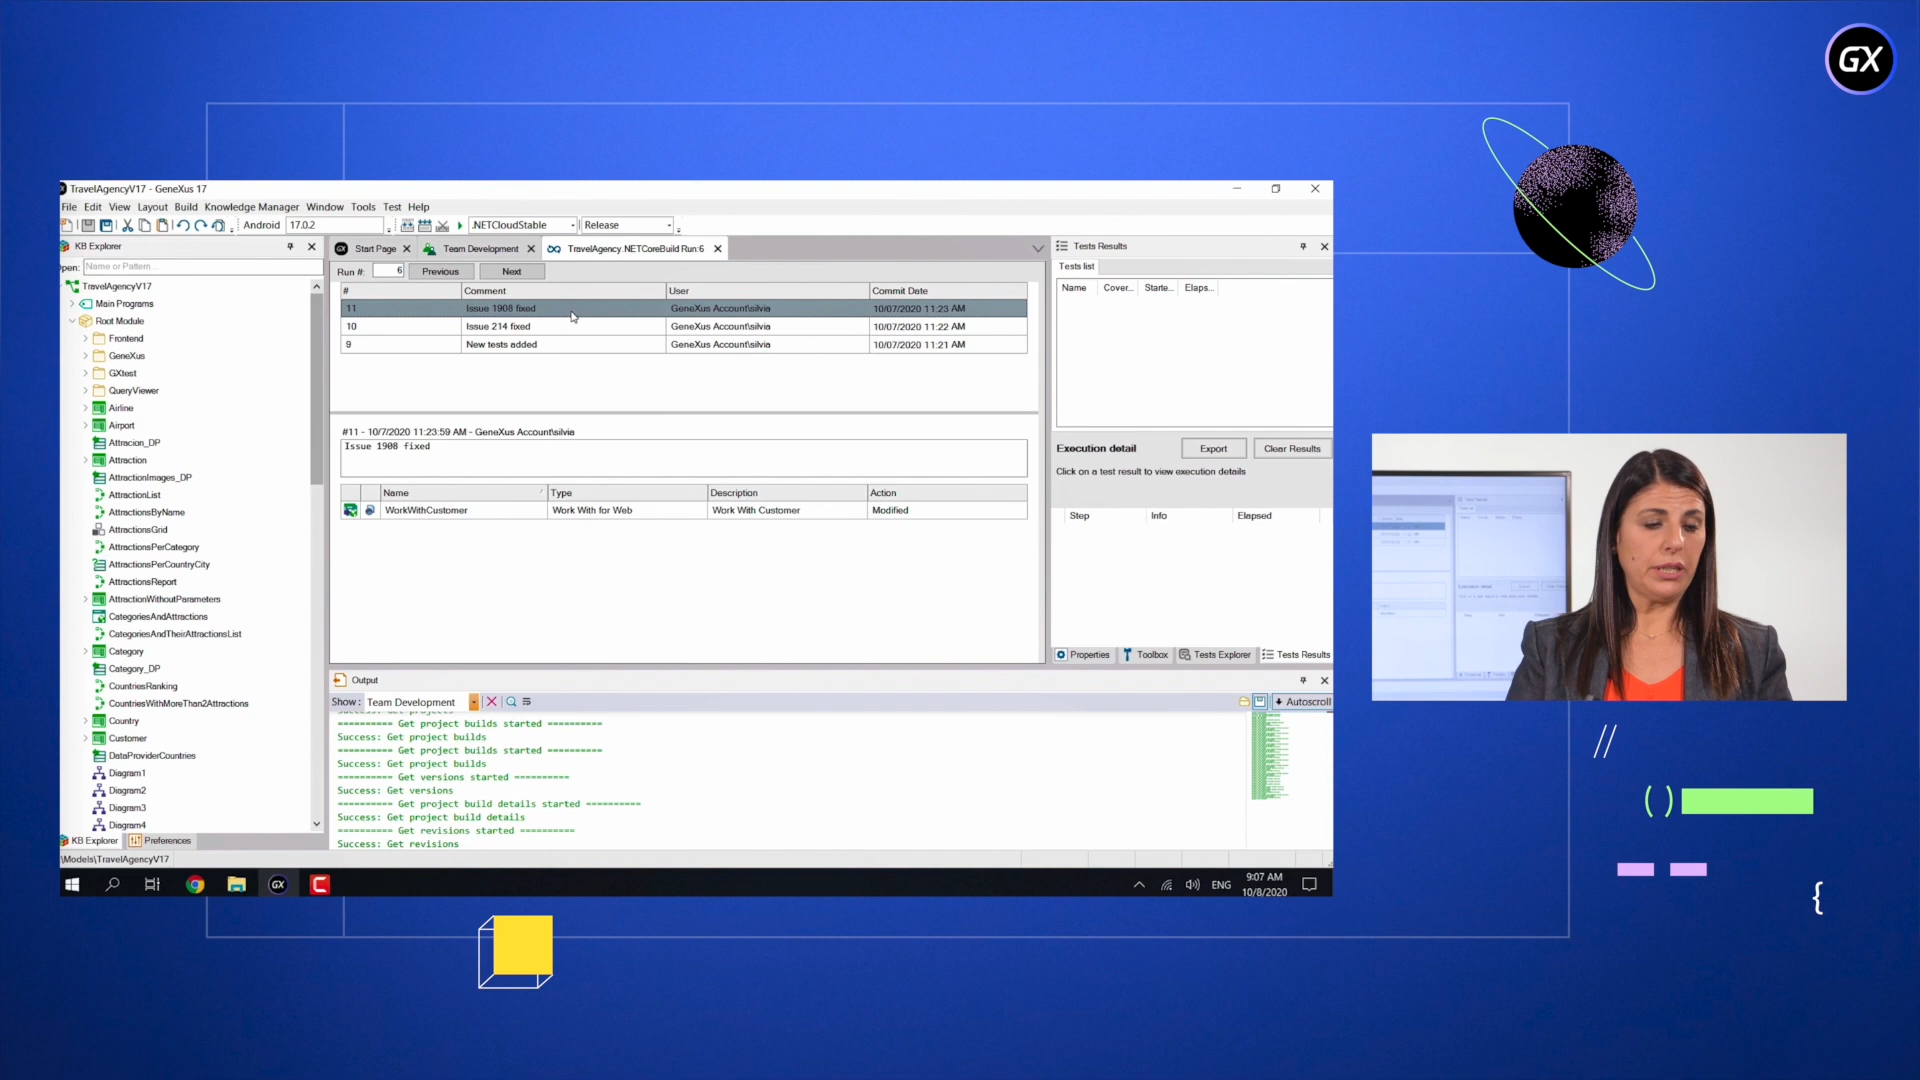 GX
TravelAgencyV17 - GeneXus 17
File Edit View Layout Build Knowledge Manager Window Tools Test Help
Android 17.0.2 .NETCloudStable Release
KB Explorer
Open: Name or Pattern...
TravelAgencyV17
Main Programs
Root Module
Frontend
GeneXus
GXtest
QueryViewer
Airline
Airport
Attracion_DP
Attraction
AttractionImages_DP
AttractionList
AttractionsByName
AttractionsGrid
AttractionsPerCategory
AttractionsPerCountryCity
AttractionsReport
AttractionWithoutParameters
CategoriesAndAttractions
CategoriesAndTheirAttractionsList
Category
Category_DP
CountriesRanking
CountriesWithMoreThan2Attractions
Country
Customer
DataProviderCountries
Diagram1
Diagram2
Diagram3
Diagram4
KB Explorer Preferences
\Models\TravelAgencyV17
Start Page Team Development TravelAgency.NETCoreBuild Run:6
Run #: 6 Previous Next
# Comment User Commit Date
11 Issue 1908 fixed GeneXus Account\silvia 10/07/2020 11:23 AM
10 Issue 214 fixed GeneXus Account\silvia 10/07/2020 11:22 AM
9 New tests added GeneXus Account\silvia 10/07/2020 11:21 AM
#11 - 10/7/2020 11:23:59 AM - GeneXus Account\silvia
Issue 1908 fixed
Name Type Description Action
WorkWithCustomer Work With for Web Work With Customer Modified
Tests Results
Tests list
Name Cover... Starte... Elaps...
Execution detail Export Clear Results
Click on a test result to view execution details
Step Info Elapsed
Properties Toolbox Tests Explorer Tests Results
Output
Show: Team Development Autoscroll
Success: Get projects
========== Get project builds started ==========
Success: Get project builds
========== Get project builds started ==========
Success: Get project builds
========== Get versions started ==========
Success: Get versions
========== Get project build details started ==========
Success: Get project build details
========== Get revisions started ==========
Success: Get revisions
GX
ENG
9:07 AM
10/8/2020
//
( )
{